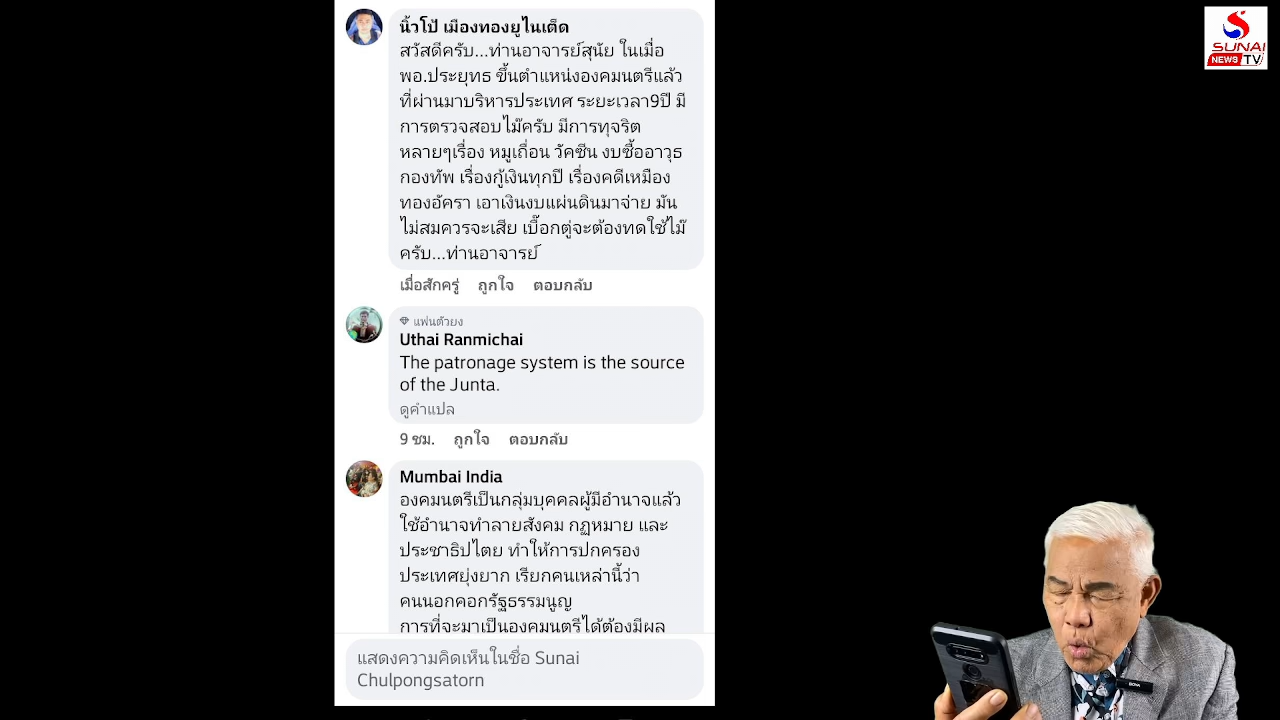 SUNAI
NEWS TV
นิ้วโป้ เมืองทองยูไนเต็ด
สวัสดีครับ...ท่านอาจารย์สุนัย ในเมื่อ
พอ.ประยุทธ ขึ้นตำแหน่งองคมนตรีแล้ว
ที่ผ่านมาบริหารประเทศ ระยะเวลา9ปี มี
การตรวจสอบไม๊ครับ มีการทุจริต
หลายๆเรื่อง หมูเถื่อน วัคซีน งบซื้ออาวุธ
กองทัพ เรื่องกู้เงินทุกปี เรื่องคดีเหมือง
ทองอัครา เอาเงินงบแผ่นดินมาจ่าย มัน
ไม่สมควรจะเสีย เบื๊อกตู่จะต้องทดใช้ไม๊
ครับ...ท่านอาจารย์
เมื่อสักครู่ ถูกใจ ตอบกลับ
แฟนตัวยง
Uthai Ranmichai
The patronage system is the source
of the Junta.
ดูคำแปล
9 ชม. ถูกใจ ตอบกลับ
Mumbai India
องคมนตรีเป็นกลุ่มบุคคลผู้มีอำนาจแล้ว
ใช้อำนาจทำลายสังคม กฎหมาย และ
ประชาธิปไตย ทำให้การปกครอง
ประเทศยุ่งยาก เรียกคนเหล่านี้ว่า
คนนอกคอกรัฐธรรมนูญ
การที่จะมาเป็นองคมนตรีได้ต้องมีผล
แสดงความคิดเห็นในชื่อ Sunai
Chulpongsatorn